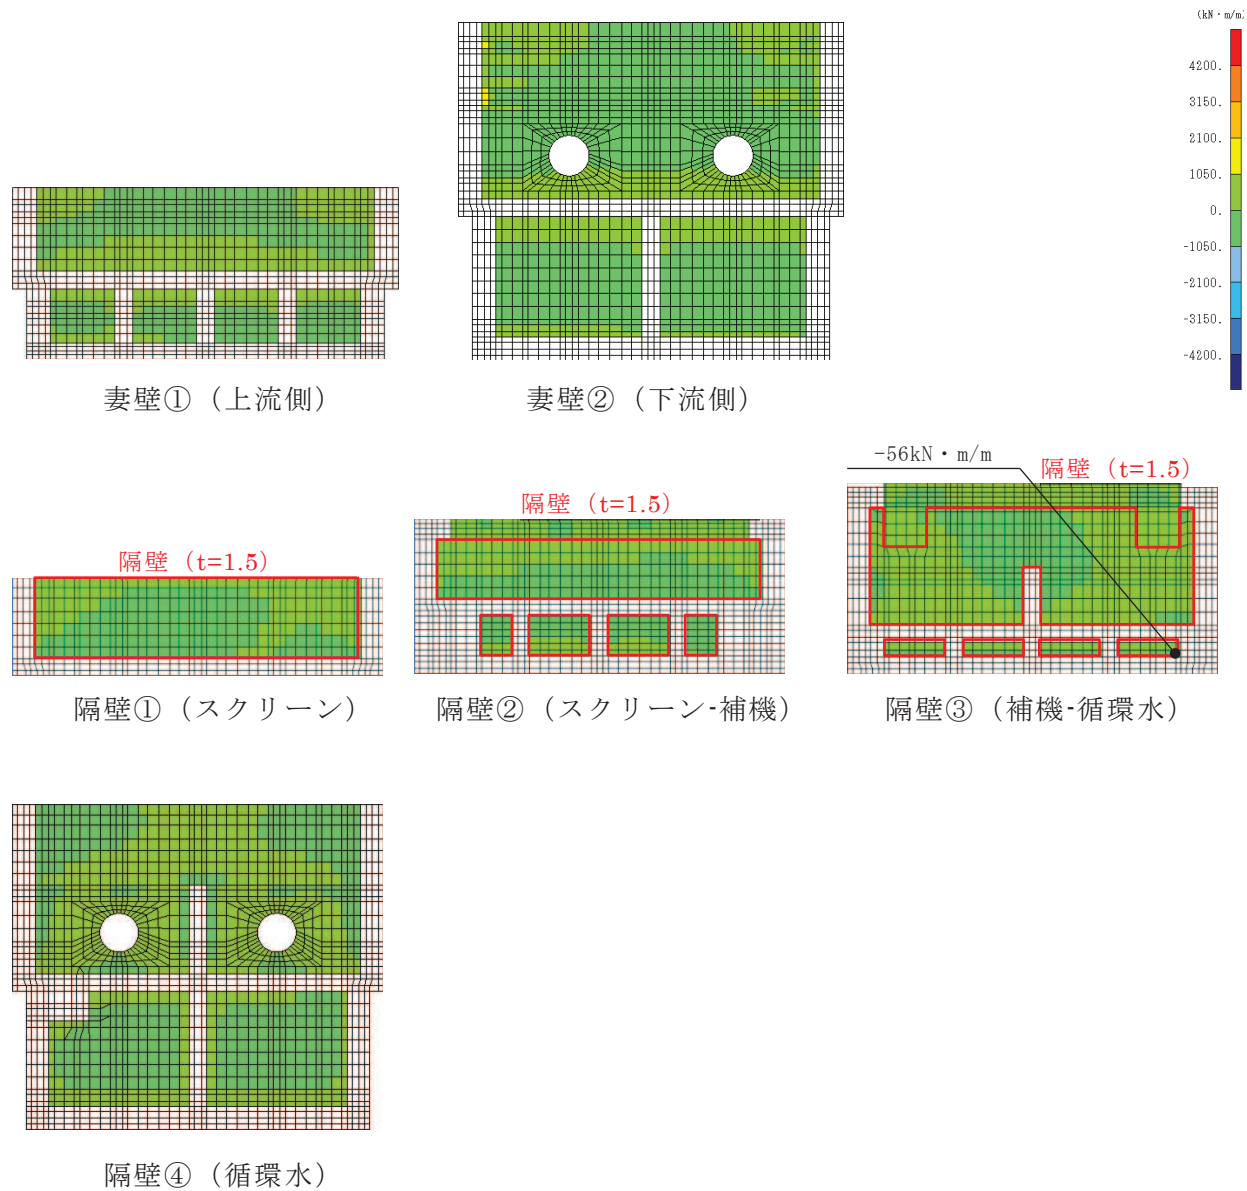 (kN・m/m)
4200.
3150.
2100.
1050.
0.
-1050.
-2100.
-3150.
-4200.
妻壁①（上流側）
妻壁②（下流側）
-56kN・m/m
隔壁（t=1.5）
隔壁（t=1.5）
隔壁（t=1.5）
隔壁①（スクリーン）
隔壁②（スクリーン-補機）
隔壁③（補機-循環水）
隔壁④（循環水）